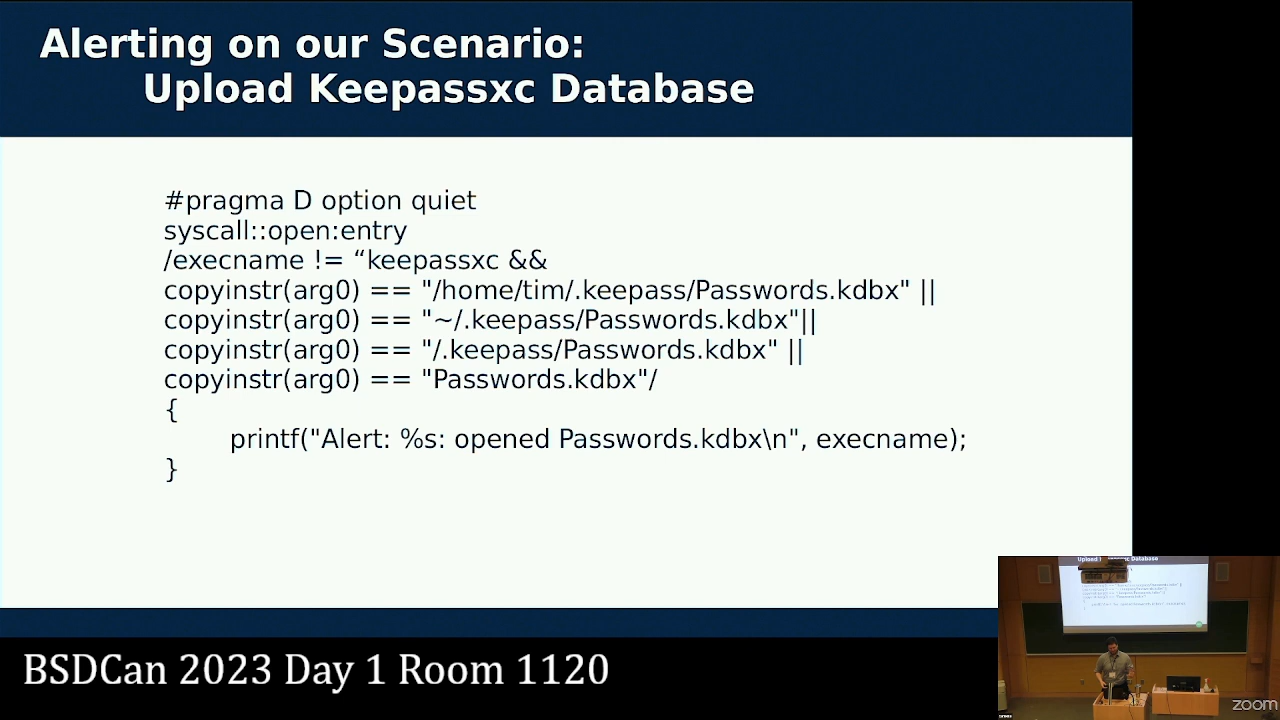 Alerting on our Scenario:
Upload Keepassxc Database
#pragma D option quiet
syscall::open:entry
/execname != “keepassxc &&
copyinstr(arg0) == "/home/tim/.keepass/Passwords.kdbx" ||
copyinstr(arg0) == "~/.keepass/Passwords.kdbx"||
copyinstr(arg0) == "/.keepass/Passwords.kdbx" ||
copyinstr(arg0) == "Passwords.kdbx"/
{
printf("Alert: %s: opened Passwords.kdbx\n", execname);
}
BSDCan 2023 Day 1 Room 1120
zoom